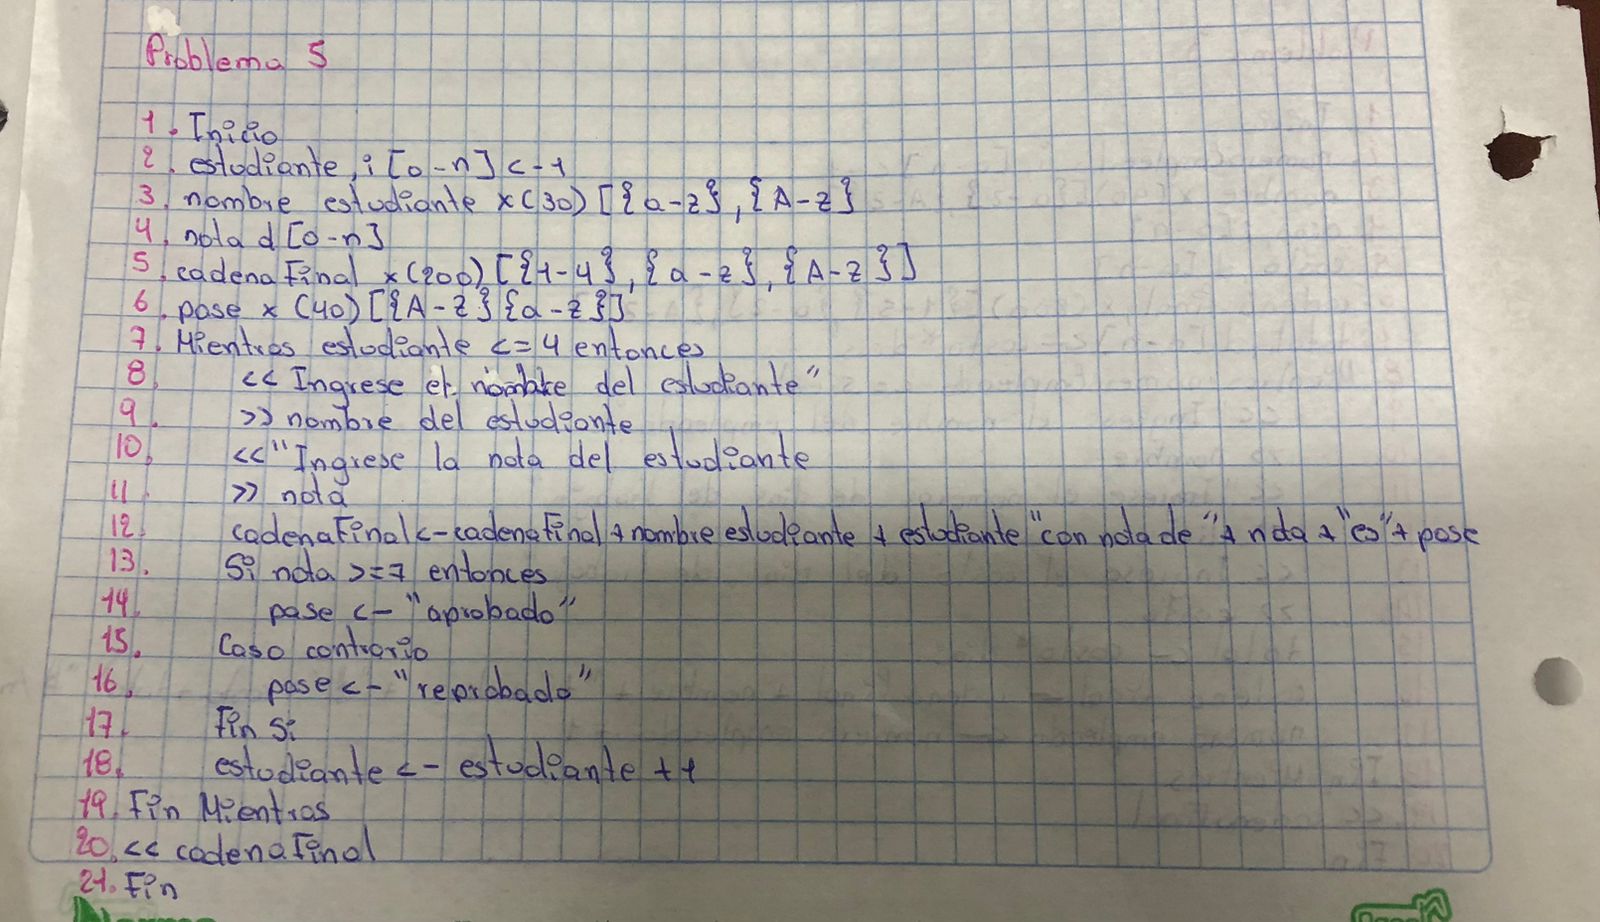 Problema 5
1. Inicio
2. estudiante, i [0-n] <-1
3. nombre estudiante x(30) [{a-z},{A-Z}
4. nota d [0-n]
5. cadenaFinal x(200) [{1-4},{a-z},{A-Z}]
6. pase x (40) [{A-Z}{a-z}]
7. Mientras estudiante <= 4 entonces
8. << Ingrese el nombre del estudiante"
9. >> nombre del estudiante
10. <<"Ingrese la nota del estudiante
11. >> nota
12. cadenaFinal <- cadenaFinal + nombre estudiante + estudiante "con nota de "+ nota + "es"+ pase
13. Si nota >=7 entonces
14. pase <- "aprobado"
15. Caso contrario
16. pase <- "reprobado"
17. Fin Si
18. estudiante <- estudiante ++
19. Fin Mientras
20. << cadenaFinal
21. Fin